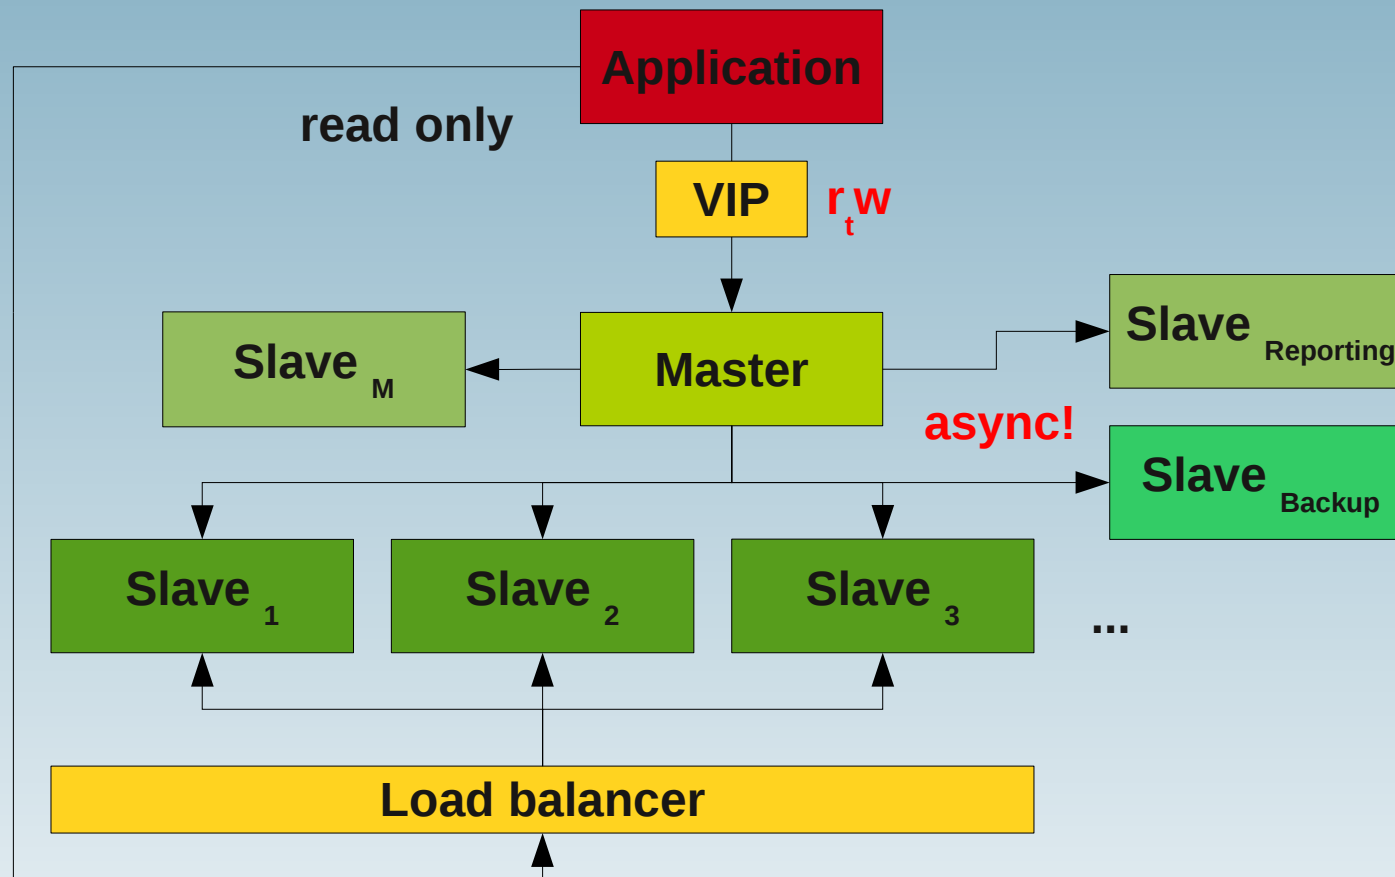 Application
read only
VIP
r_t w
Slave Reporting
Slave M
Master
async!
Slave Backup
Slave 1
Slave 2
Slave 3
...
Load balancer